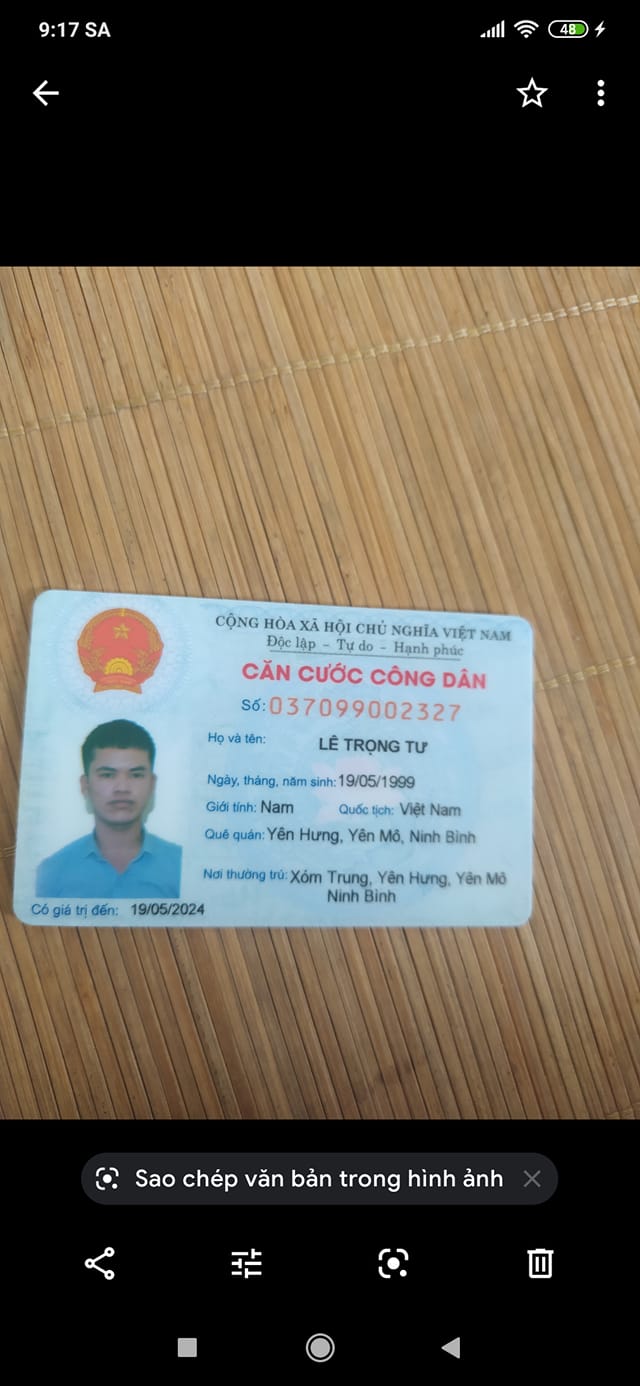 9:17 SA
48
CỘNG HÒA XÃ HỘI CHỦ NGHĨA VIỆT NAM
Độc lập - Tự do - Hạnh phúc
CĂN CƯỚC CÔNG DÂN
Số: 037099002327
Họ và tên: LÊ TRỌNG TƯ
Ngày, tháng, năm sinh: 19/05/1999
Giới tính: Nam Quốc tịch: Việt Nam
Quê quán: Yên Hưng, Yên Mô, Ninh Bình
Nơi thường trú: Xóm Trung, Yên Hưng, Yên Mô
Ninh Bình
Có giá trị đến: 19/05/2024
Sao chép văn bản trong hình ảnh